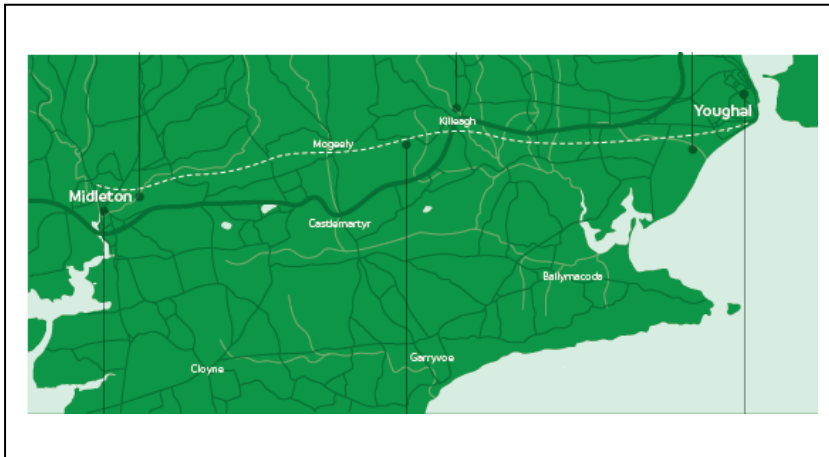 Youghal
Killeagh
Mogeely
Midleton
Castlemartyr
Ballymacoda
Garryvoe
Cloyne